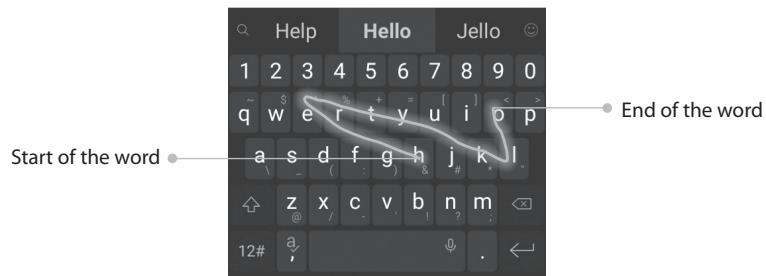 Help Hello Jello
1 2 3 4 5 6 7 8 9 0
~ $ % + = [ ] < >
q w e r t y u i o p
End of the word
Start of the word
a s d f g h j k l
\ _ ( : ) & # * "
z x c v b n m
@ / - ' ! ? ;
12# a , .